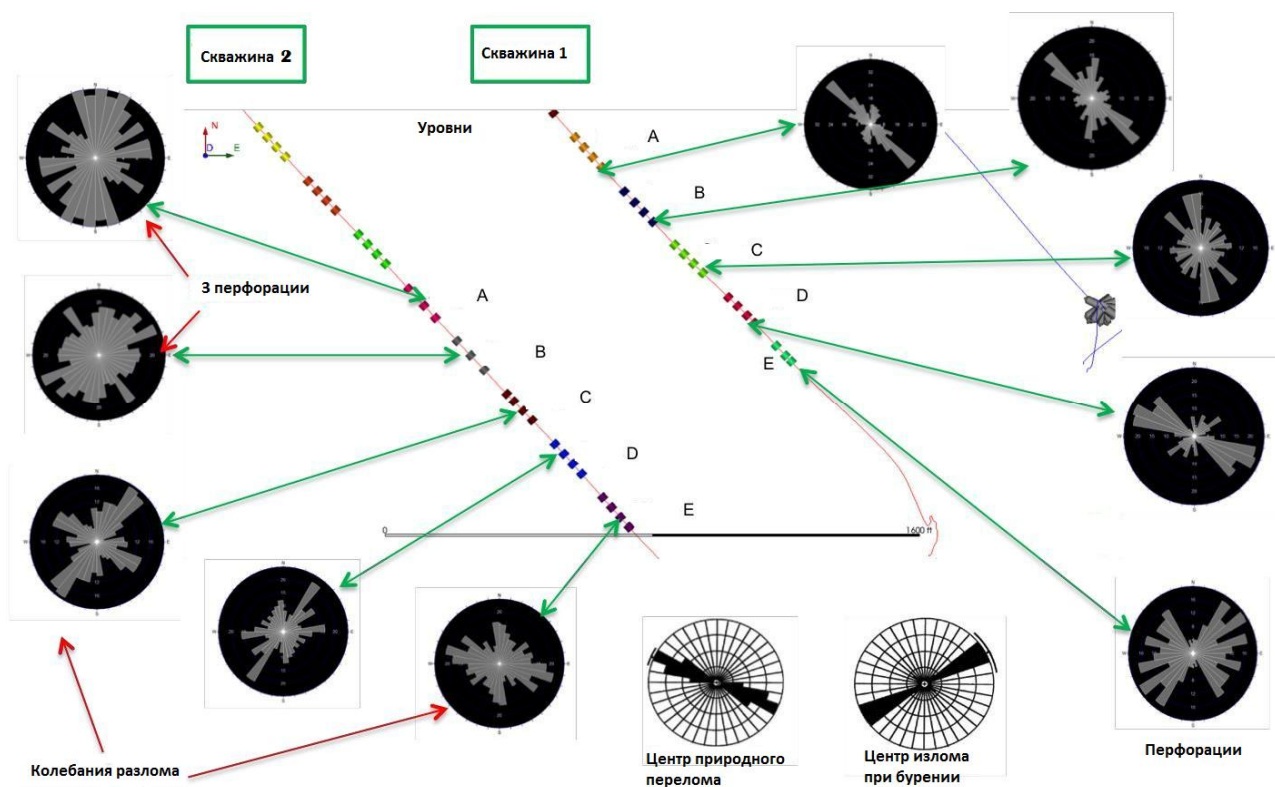 Скважина 2
Скважина 1
Уровни
N
D
E
A
B
C
D
E
A
B
C
D
E
3 перфорации
0
1600 ft
Колебания разлома
Центр природного
перелома
Центр излома
при бурении
Перфорации